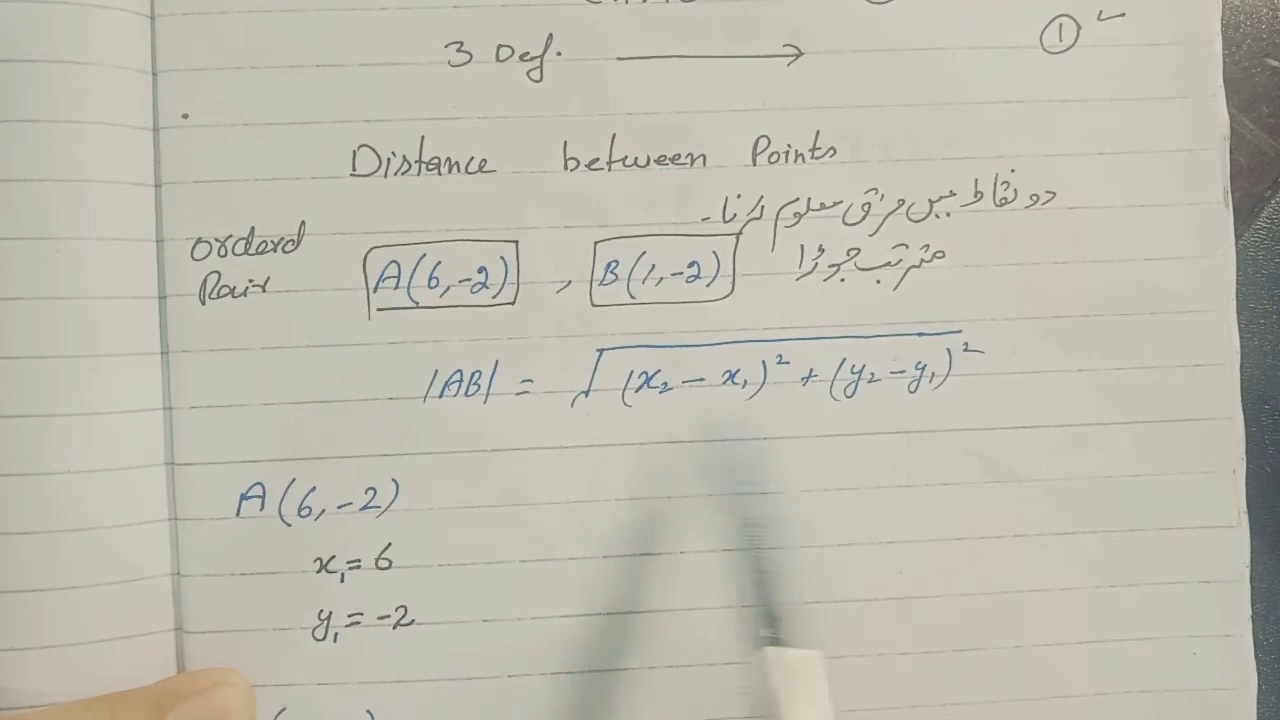 3 Def. ⟶ ①
Distance between Points
دو نقاط میں فرق معلوم کرنا۔
Orderd
Pair A(6,-2) , B(1,-2) مترتب جوڑا
|AB| = √(x₂ - x₁)² + (y₂ - y₁)²
A(6,-2)
x₁ = 6
y₁ = -2